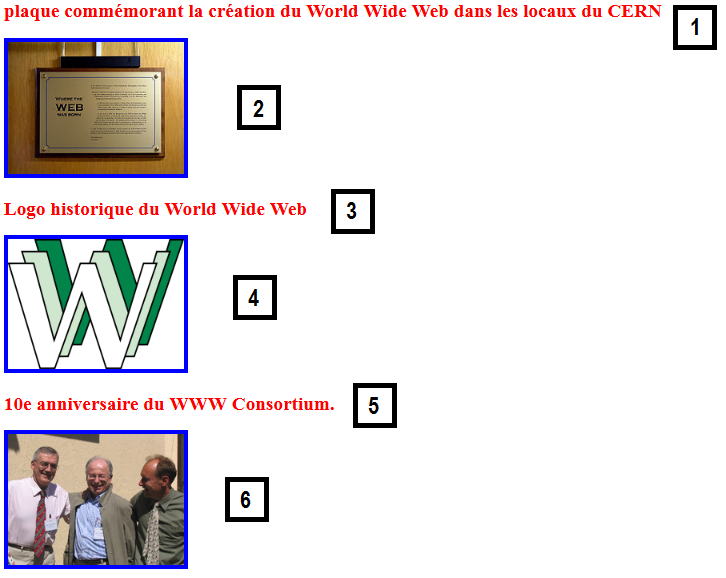 plaque commémorant la création du World Wide Web dans les locaux du CERN
1
WHERE THE
WEB
WAS BORN
2
Logo historique du World Wide Web
3
4
10e anniversaire du WWW Consortium.
5
6